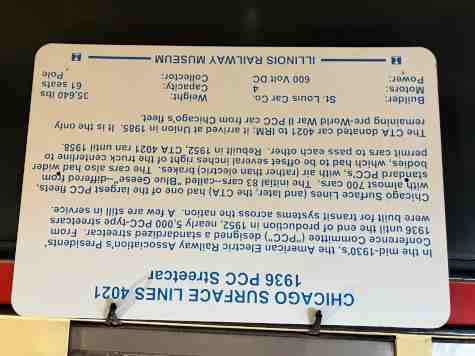 CHICAGO SURFACE LINES 4021
1936 PCC Streetcar
In the mid-1930's, the American Electric Railway Association's Presidents'
Conference Committee ("PCC") designed a standardized streetcar. From
1936 until the end of production in 1952, nearly 5,000 PCC-type streetcars
were built for transit systems across the nation. A few are still in service.
Chicago Surface Lines (and later, the CTA) had one of the largest PCC fleets,
with almost 700 cars. The initial 83 cars--called "Blue Geese"--differed from
standard PCC's, with air rather than electric brakes. The cars also had wider
bodies, which had to be offset several inches right of the truck centerline to
permit cars to pass each other. Rebuilt in 1952, CTA 4021 ran until 1958.
The CTA donated car 4021 to IRM; it arrived at Union in 1985. It is the only
remaining pre-World War II PCC car from Chicago's fleet.
Builder: St. Louis Car Co. Weight: 35,640 lbs
Motors: 4 Capacity: 61 seats
Power: 600 Volt DC Collector: Pole
ILLINOIS RAILWAY MUSEUM